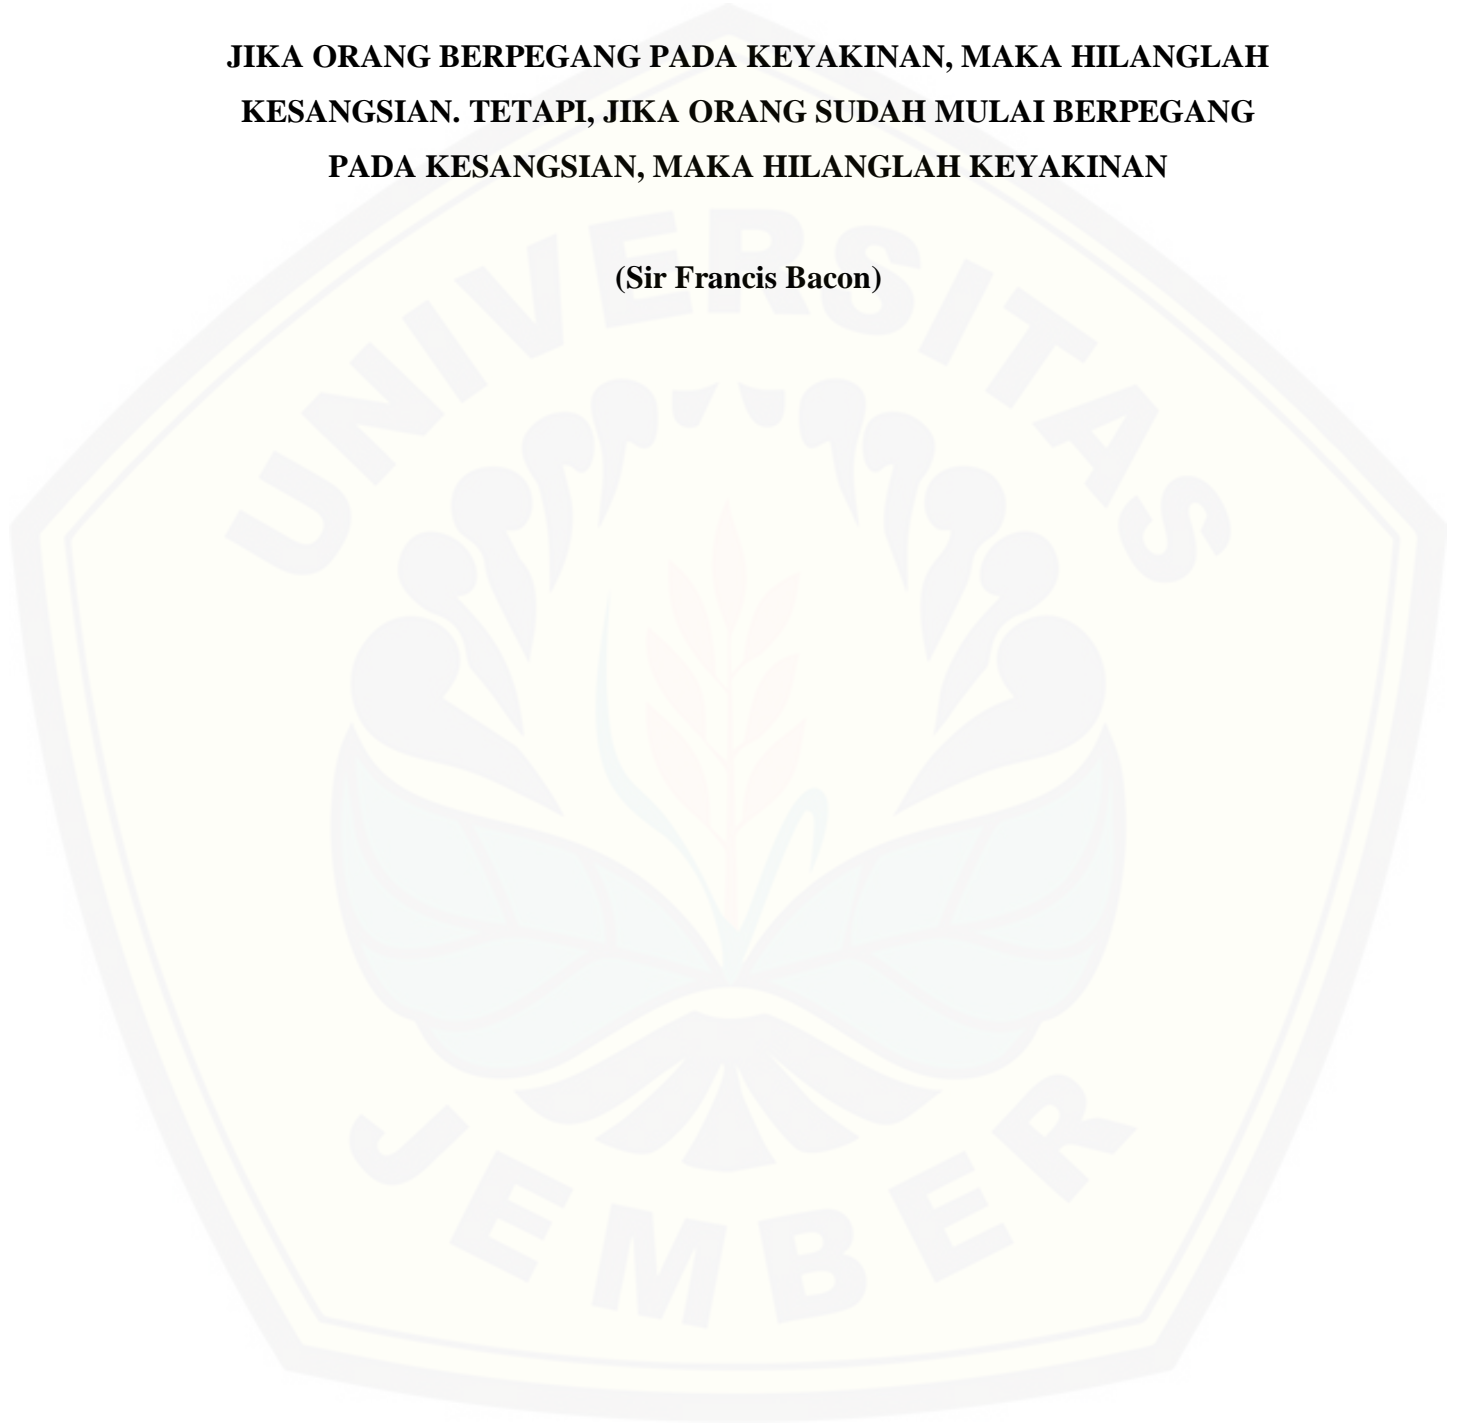 JIKA ORANG BERPEGANG PADA KEYAKINAN, MAKA HILANGLAH
KESANGSIAN. TETAPI, JIKA ORANG SUDAH MULAI BERPEGANG
PADA KESANGSIAN, MAKA HILANGLAH KEYAKINAN
(Sir Francis Bacon)
UNIVERSITAS
JEMBER